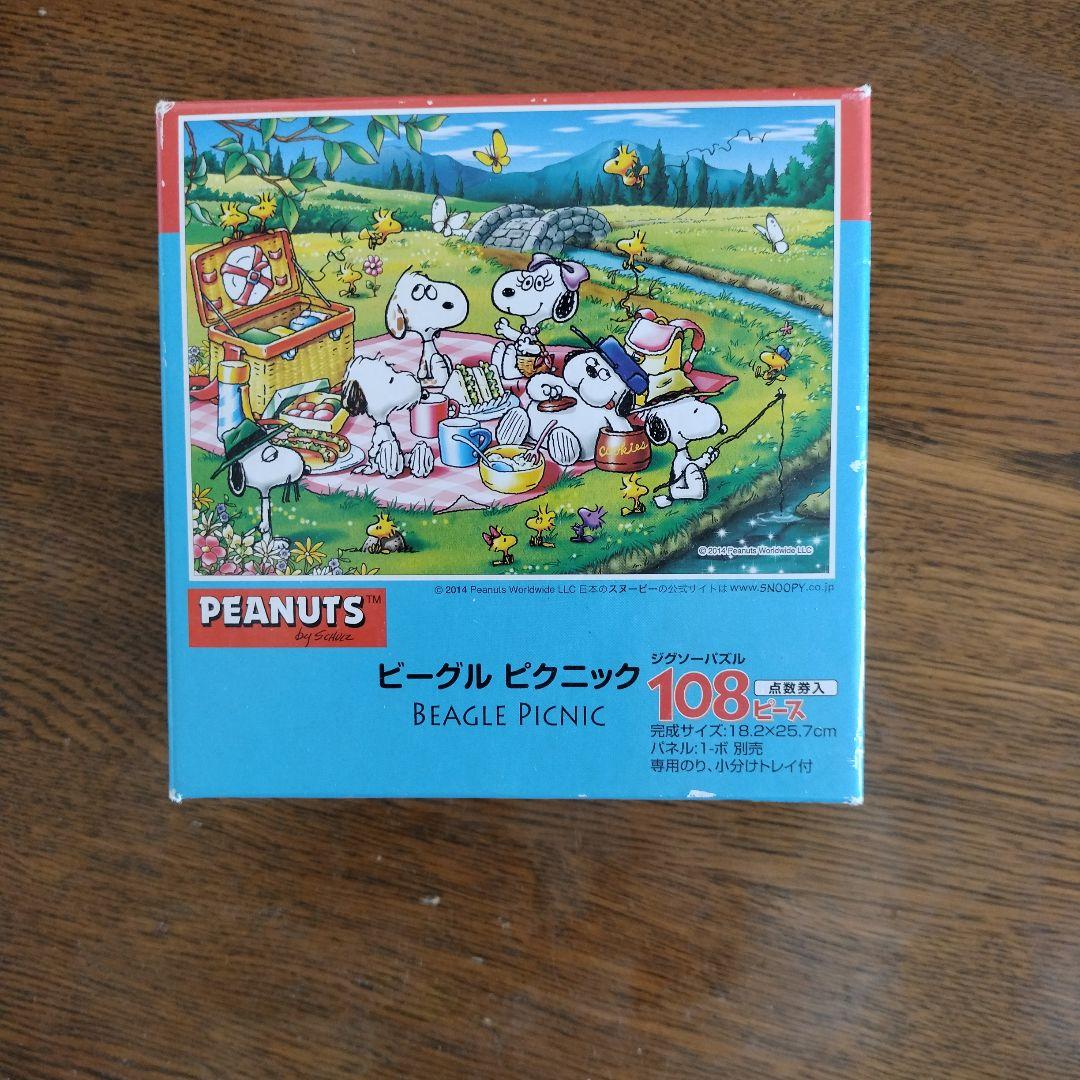 cookies
© 2014 Peanuts Worldwide LLC
© 2014 Peanuts Worldwide LLC 日本のスヌーピーの公式サイトは www.SNOOPY.co.jp
PEANUTS™
by SCHULZ
ビーグル ピクニック
BEAGLE PICNIC
ジグソーパズル
108ピース
点数券入
完成サイズ:18.2×25.7cm
パネル:1-ボ 別売
専用のり、小分けトレイ付